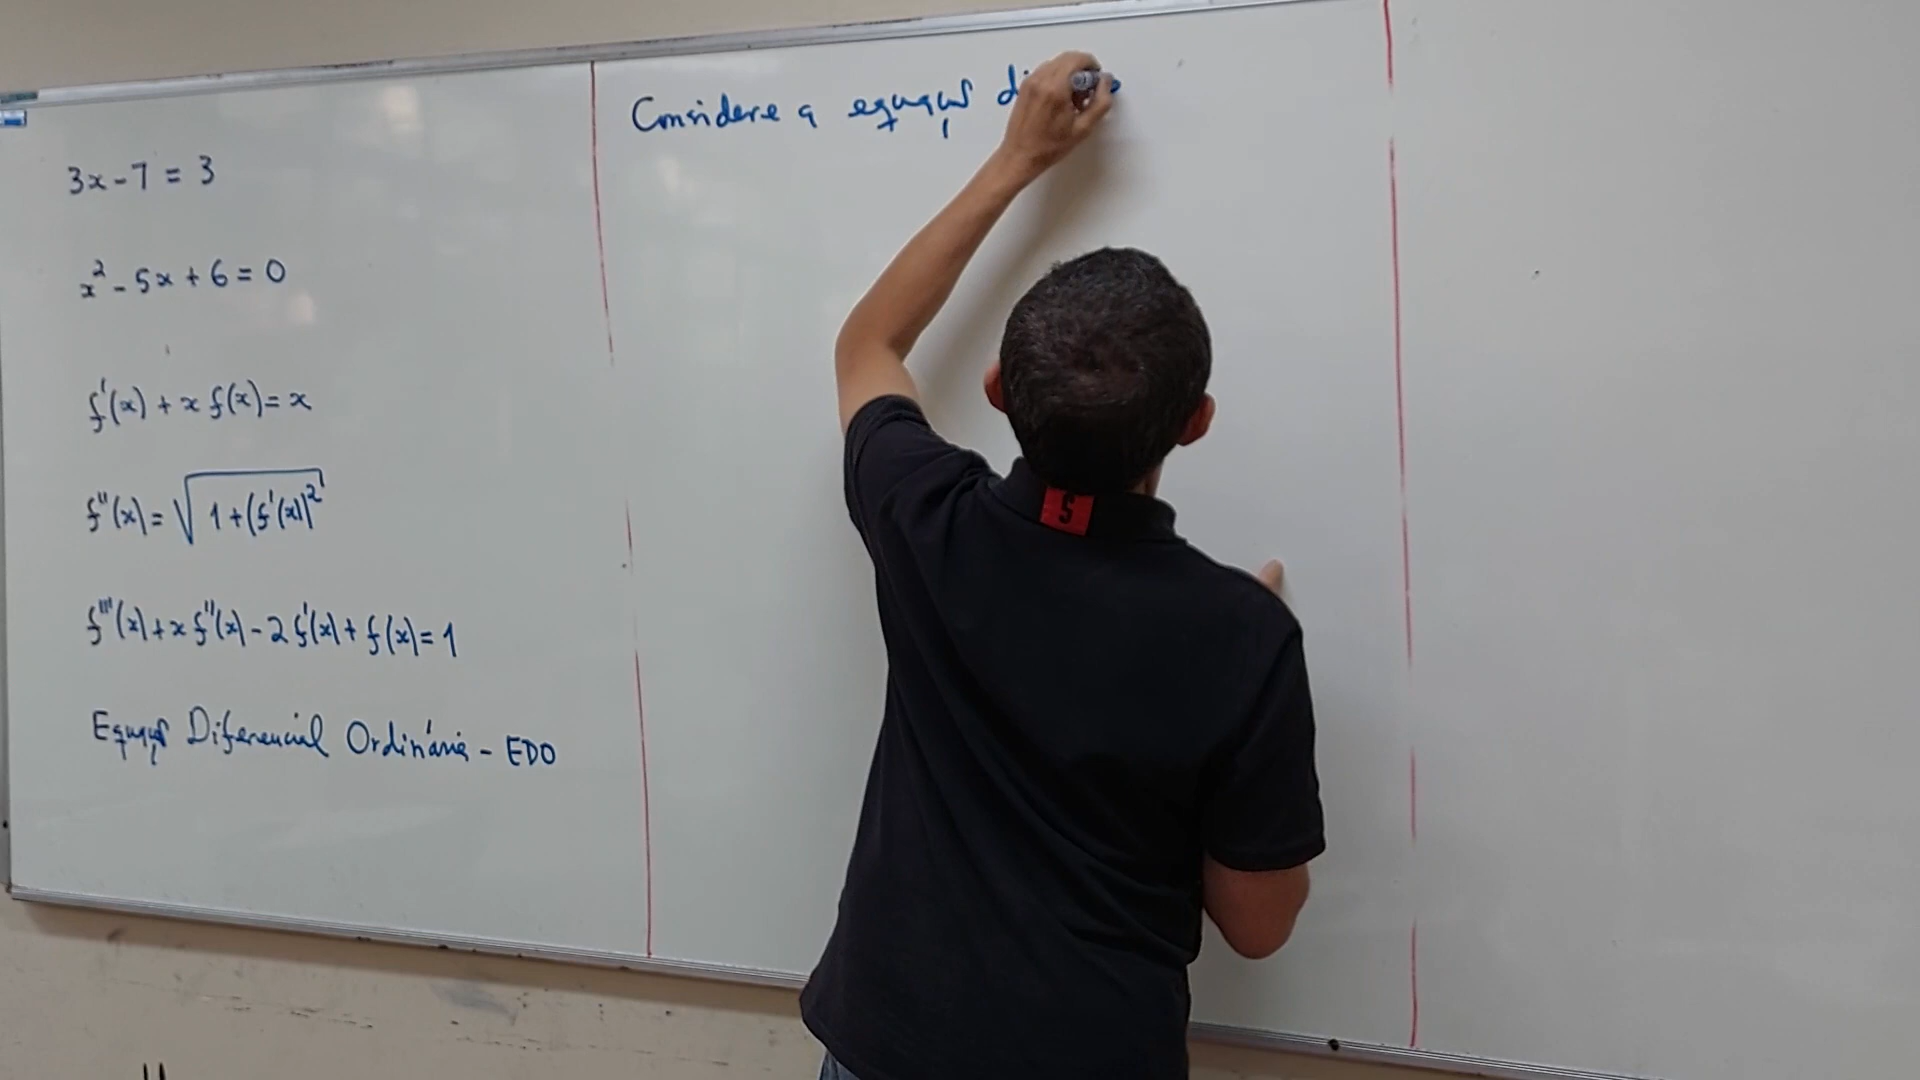 3x - 7 = 3
x² - 5x + 6 = 0
f'(x) + x f(x) = x
f''(x) = √(1 + (f'(x))²)
f'''(x) + x f''(x) - 2 f'(x) + f(x) = 1
Equação Diferencial Ordinária - EDO
Considere a equação
S